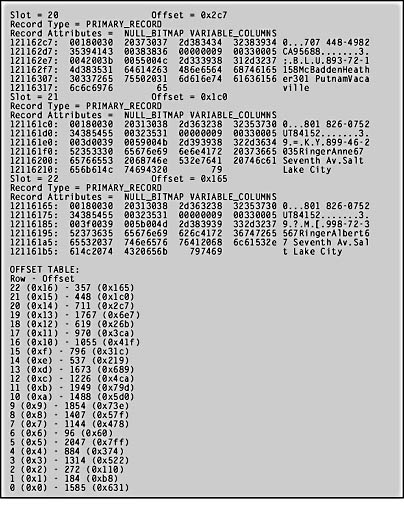 Slot = 20 Offset = 0x2c7
Record Type = PRIMARY_RECORD
Record Attributes = NULL_BITMAP VARIABLE_COLUMNS
121162c7: 00180030 20373037 2d383434 32383934 0...707 448-4982
121162d7: 35394143 00383836 00000009 00330005 CA95688.......3.
121162e7: 0042003b 0055004c 2d333938 312d3237 ;.B.L.U.893-72-1
121162f7: 4d383531 64614263 486e6564 68746165 158McBaddenHeath
12116307: 30337265 75502031 6d616e74 61636156 er301 PutnamVaca
12116317: 6c6c6976 65 ville
Slot = 21 Offset = 0x1c0
Record Type = PRIMARY_RECORD
Record Attributes = NULL_BITMAP VARIABLE_COLUMNS
121161c0: 00180030 20313038 2d363238 32353730 0...801 826-0752
121161d0: 34385455 00323531 00000009 00330005 UT84152.......3.
121161e0: 003d0039 0059004b 2d393938 322d3634 9.=.K.Y.899-46-2
121161f0: 52353330 65676e69 6e6e4172 20373665 035RingerAnne67
12116200: 65766553 2068746e 532e7641 20746c61 Seventh Av.Salt
12116210: 656b614c 74694320 79 Lake City
Slot = 22 Offset = 0x165
Record Type = PRIMARY_RECORD
Record Attributes = NULL_BITMAP VARIABLE_COLUMNS
12116165: 00180030 20313038 2d363238 32353730 0...801 826-0752
12116175: 34385455 00323531 00000009 00330005 UT84152.......3.
12116185: 003f0039 005b004d 2d383939 332d3237 9.?.M.[.998-72-3
12116195: 52373635 65676e69 626c4172 36747265 567RingerAlbert6
121161a5: 65532037 746e6576 76412068 6c61532e 7 Seventh Av.Sal
121161b5: 614c2074 4320656b 797469 t Lake City
OFFSET TABLE:
Row - Offset
22 (0x16) - 357 (0x165)
21 (0x15) - 448 (0x1c0)
20 (0x14) - 711 (0x2c7)
19 (0x13) - 1767 (0x6e7)
18 (0x12) - 619 (0x26b)
17 (0x11) - 970 (0x3ca)
16 (0x10) - 1055 (0x41f)
15 (0xf) - 796 (0x31c)
14 (0xe) - 537 (0x219)
13 (0xd) - 1673 (0x689)
12 (0xc) - 1226 (0x4ca)
11 (0xb) - 1949 (0x79d)
10 (0xa) - 1488 (0x5d0)
9 (0x9) - 1854 (0x73e)
8 (0x8) - 1407 (0x57f)
7 (0x7) - 1144 (0x478)
6 (0x6) - 96 (0x60)
5 (0x5) - 2047 (0x7ff)
4 (0x4) - 884 (0x374)
3 (0x3) - 1314 (0x522)
2 (0x2) - 272 (0x110)
1 (0x1) - 184 (0xb8)
0 (0x0) - 1585 (0x631)